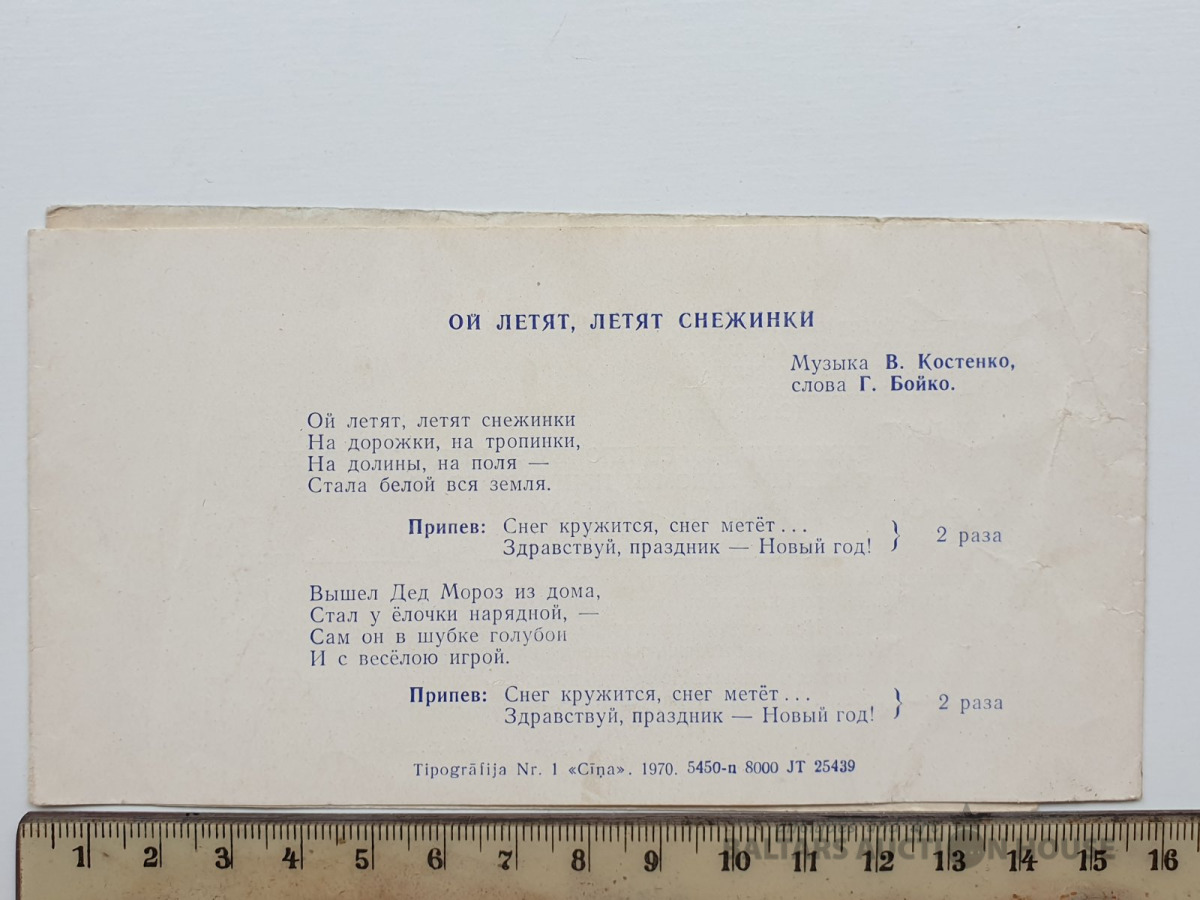 ОЙ ЛЕТЯТ, ЛЕТЯТ СНЕЖИНКИ
Музыка В. Костенко,
слова Г. Бойко.
Ой летят, летят снежинки
На дорожки, на тропинки,
На долины, на поля —
Стала белой вся земля.
Припев: Снег кружится, снег метёт...
Здравствуй, праздник — Новый год! } 2 раза
Вышел Дед Мороз из дома,
Стал у ёлочки нарядной, —
Сам он в шубке голубой
И с весёлою игрой.
Припев: Снег кружится, снег метёт...
Здравствуй, праздник — Новый год! } 2 раза
Tipogrāfija Nr. 1 «Cīņa». 1970. 5450-n 8000 JT 25439
BALTARS AUCTION HOUSE
1 2 3 4 5 6 7 8 9 10 11 12 13 14 15 16